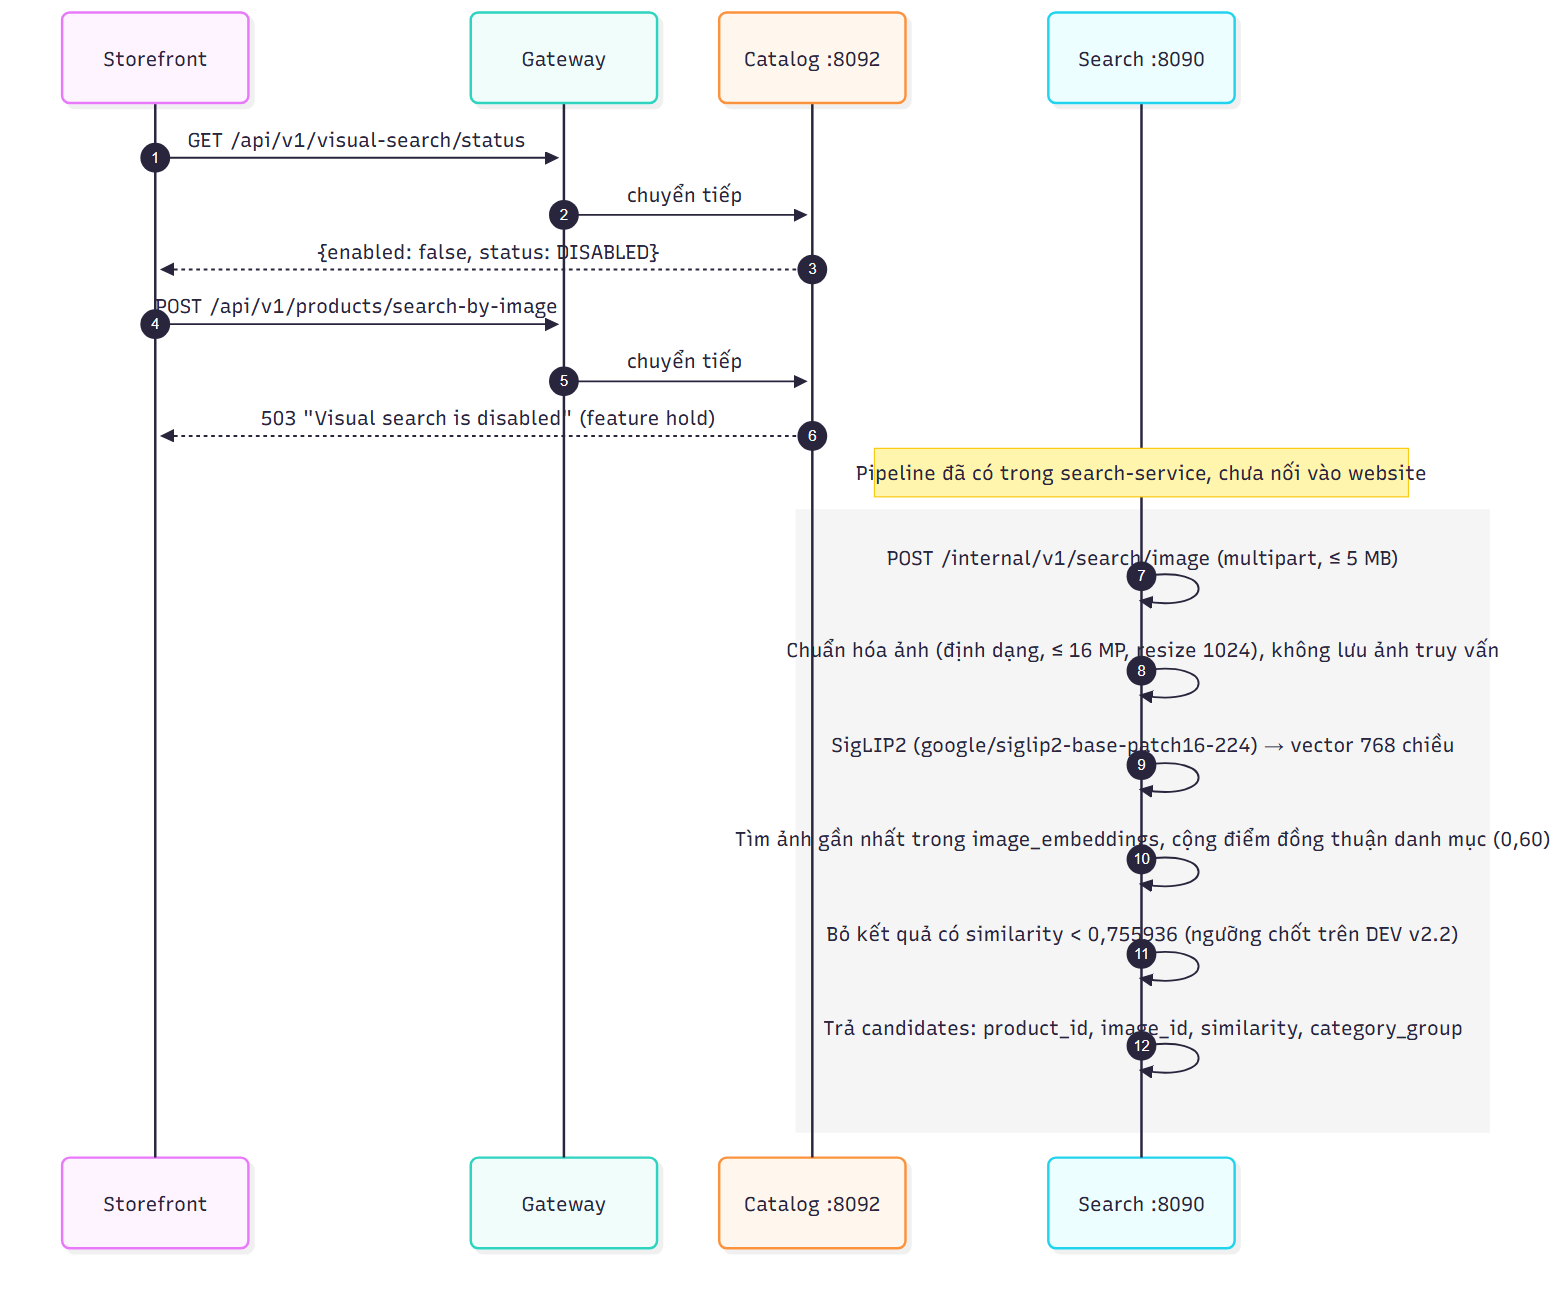 Storefront
Gateway
Catalog :8092
Search :8090
GET /api/v1/visual-search/status
1
chuyển tiếp
2
{enabled: false, status: DISABLED}
3
POST /api/v1/products/search-by-image
4
chuyển tiếp
5
503 "Visual search is disabled" (feature hold)
6
Pipeline đã có trong search-service, chưa nối vào website
POST /internal/v1/search/image (multipart, ≤ 5 MB)
7
Chuẩn hóa ảnh (định dạng, ≤ 16 MP, resize 1024), không lưu ảnh truy vấn
8
SigLIP2 (google/siglip2-base-patch16-224) → vector 768 chiều
9
Tìm ảnh gần nhất trong image_embeddings, cộng điểm đồng thuận danh mục (0,60)
10
Bỏ kết quả có similarity < 0,755936 (ngưỡng chốt trên DEV v2.2)
11
Trả candidates: product_id, image_id, similarity, category_group
12
Storefront
Gateway
Catalog :8092
Search :8090